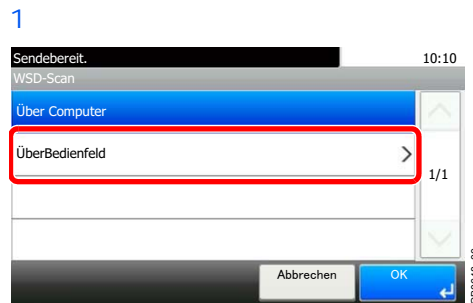 1
Sendebereit. 10:10
WSD-Scan
Über Computer
ÜberBedienfeld
1/1
Abbrechen OK